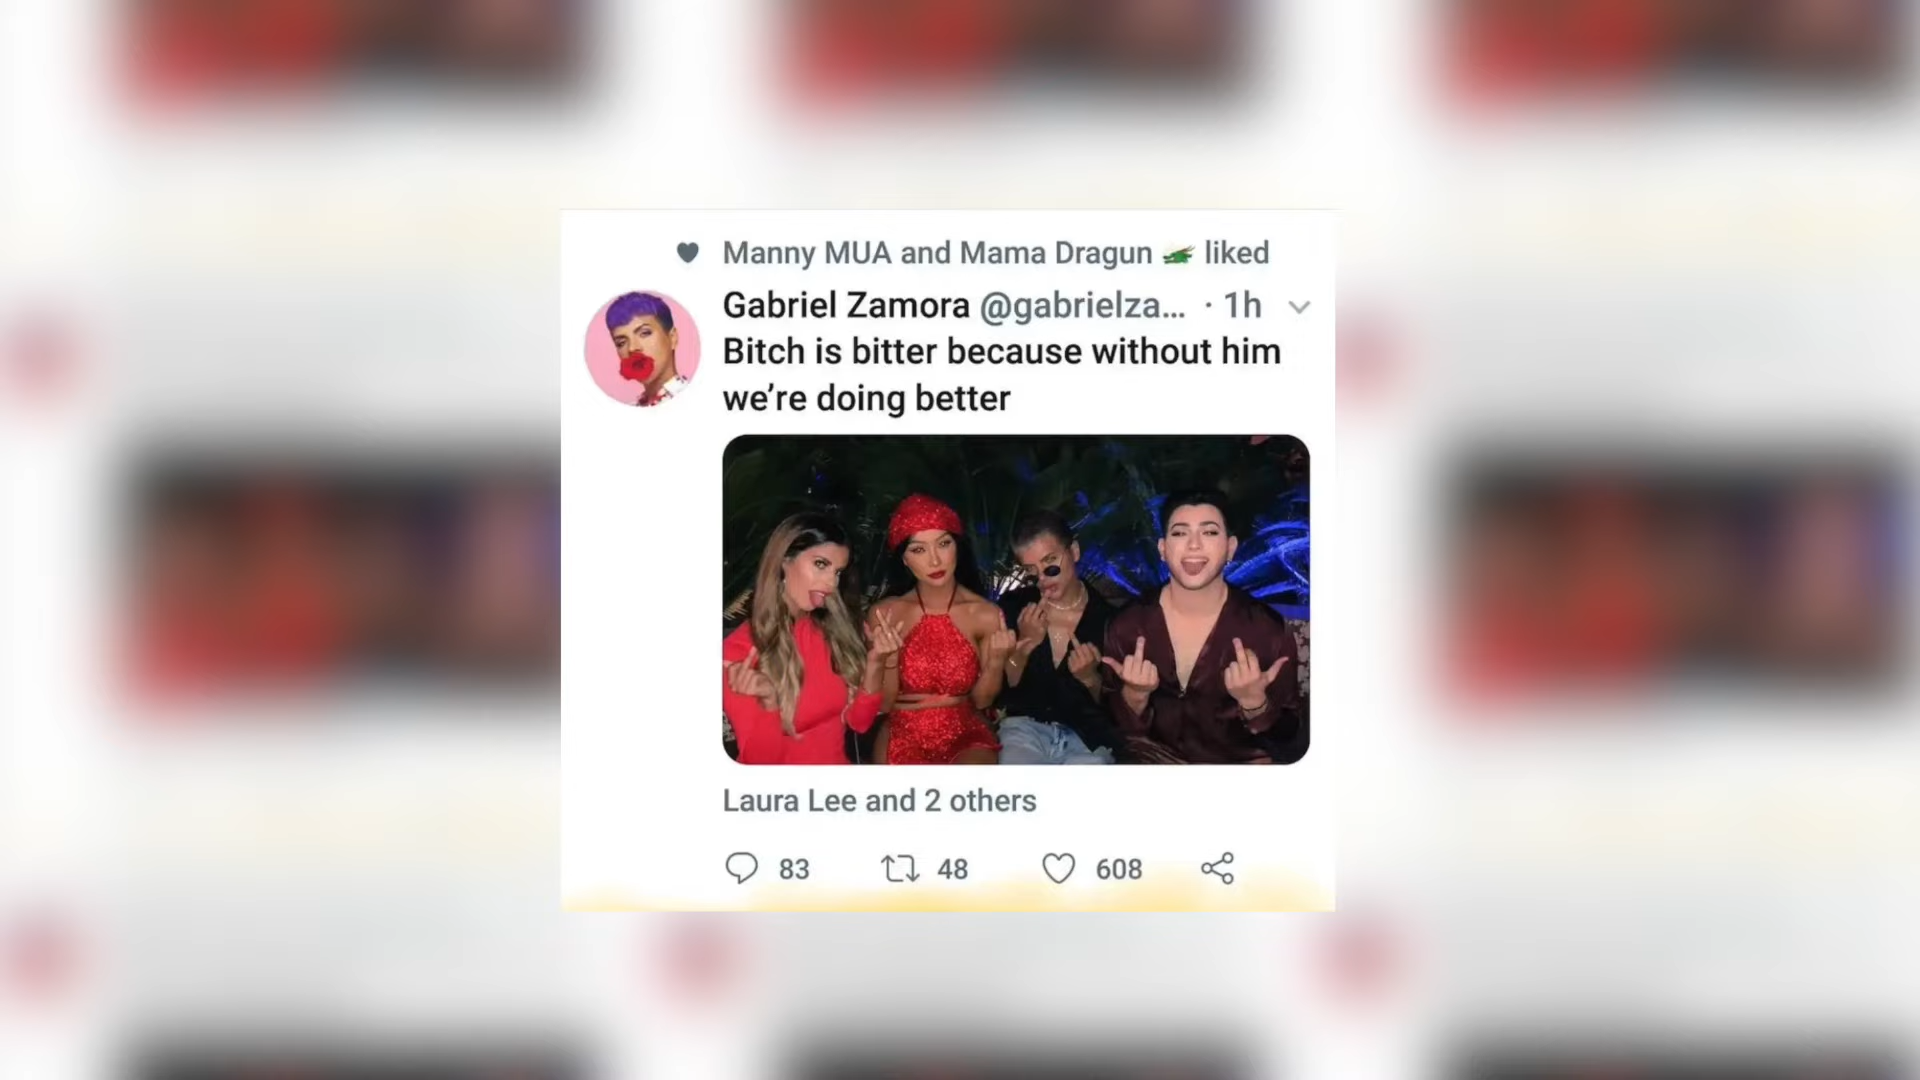 Manny MUA and Mama Dragun 🐉 liked
Gabriel Zamora @gabrielza... · 1h
Bitch is bitter because without him
we're doing better
Laura Lee and 2 others
83 48 608